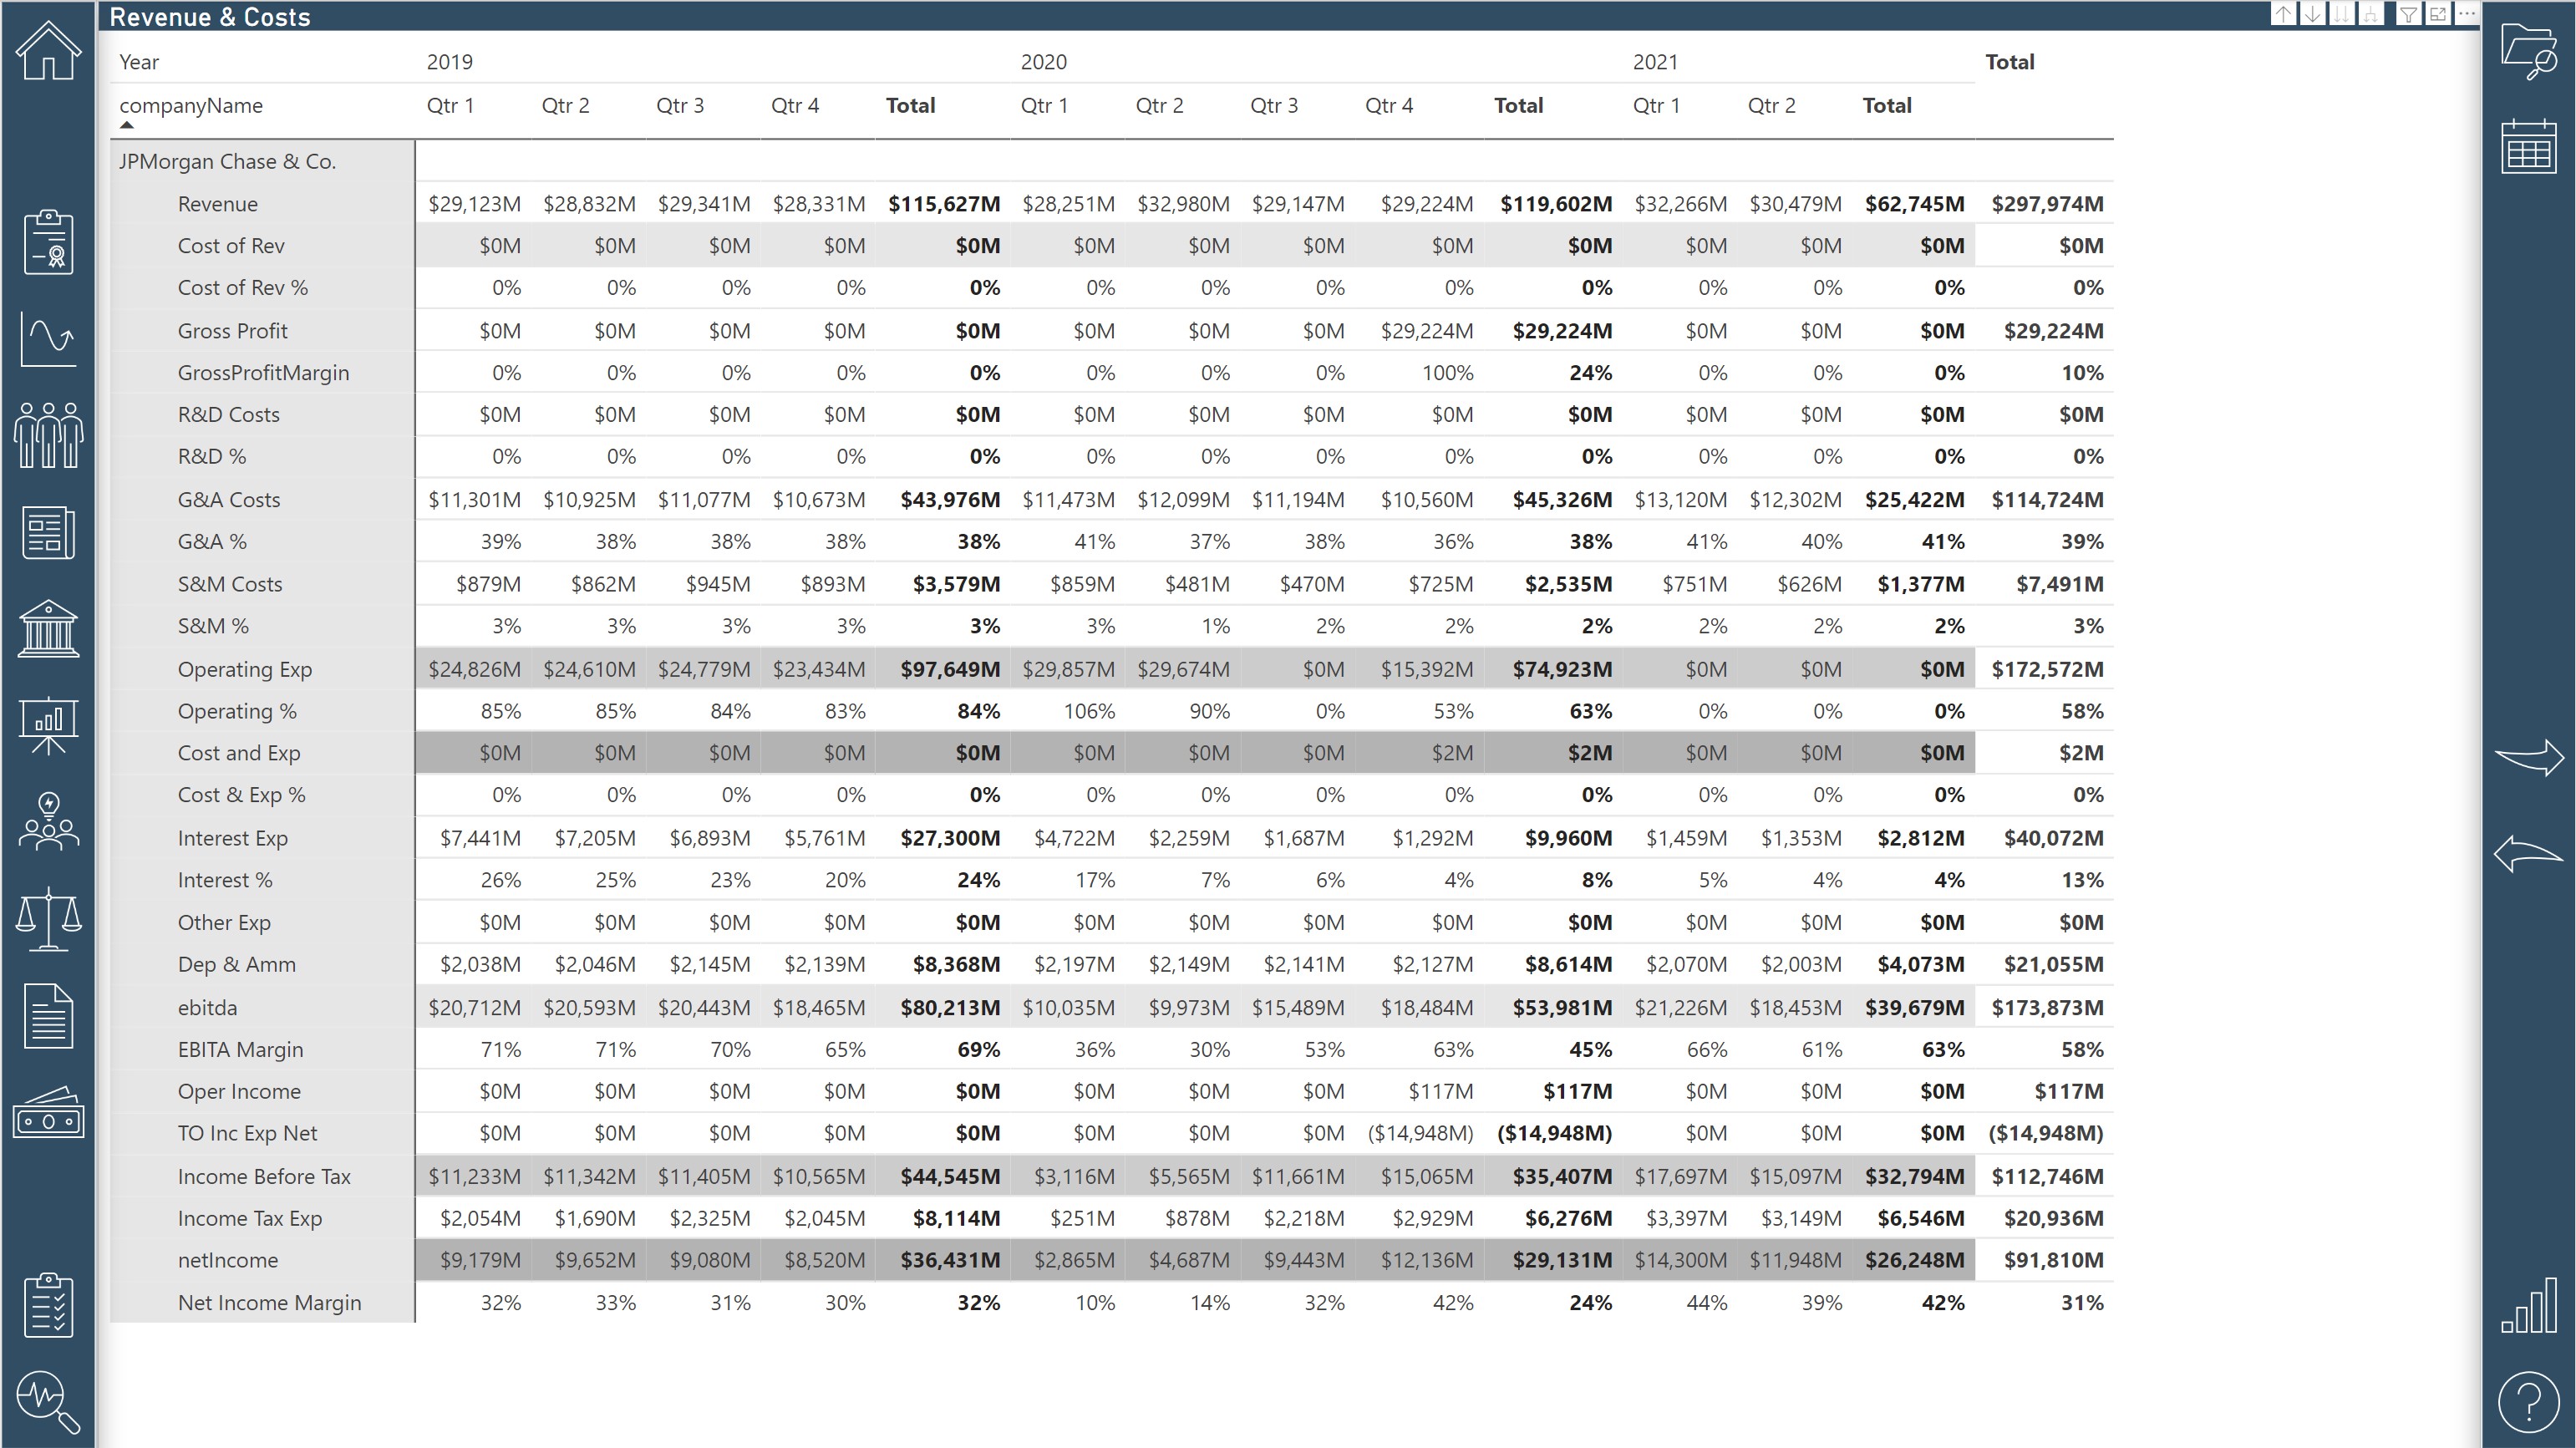 Revenue & Costs
Year 2019 2020 2021 Total
companyName Qtr 1 Qtr 2 Qtr 3 Qtr 4 Total Qtr 1 Qtr 2 Qtr 3 Qtr 4 Total Qtr 1 Qtr 2 Total
JPMorgan Chase & Co.
Revenue $29,123M $28,832M $29,341M $28,331M $115,627M $28,251M $32,980M $29,147M $29,224M $119,602M $32,266M $30,479M $62,745M $297,974M
Cost of Rev $0M $0M $0M $0M $0M $0M $0M $0M $0M $0M $0M $0M $0M $0M
Cost of Rev % 0% 0% 0% 0% 0% 0% 0% 0% 0% 0% 0% 0% 0% 0%
Gross Profit $0M $0M $0M $0M $0M $0M $0M $0M $29,224M $29,224M $0M $0M $0M $29,224M
GrossProfitMargin 0% 0% 0% 0% 0% 0% 0% 0% 100% 24% 0% 0% 0% 10%
R&D Costs $0M $0M $0M $0M $0M $0M $0M $0M $0M $0M $0M $0M $0M $0M
R&D % 0% 0% 0% 0% 0% 0% 0% 0% 0% 0% 0% 0% 0% 0%
G&A Costs $11,301M $10,925M $11,077M $10,673M $43,976M $11,473M $12,099M $11,194M $10,560M $45,326M $13,120M $12,302M $25,422M $114,724M
G&A % 39% 38% 38% 38% 38% 41% 37% 38% 36% 38% 41% 40% 41% 39%
S&M Costs $879M $862M $945M $893M $3,579M $859M $481M $470M $725M $2,535M $751M $626M $1,377M $7,491M
S&M % 3% 3% 3% 3% 3% 3% 1% 2% 2% 2% 2% 2% 2% 3%
Operating Exp $24,826M $24,610M $24,779M $23,434M $97,649M $29,857M $29,674M $0M $15,392M $74,923M $0M $0M $0M $172,572M
Operating % 85% 85% 84% 83% 84% 106% 90% 0% 53% 63% 0% 0% 0% 58%
Cost and Exp $0M $0M $0M $0M $0M $0M $0M $0M $2M $2M $0M $0M $0M $2M
Cost & Exp % 0% 0% 0% 0% 0% 0% 0% 0% 0% 0% 0% 0% 0% 0%
Interest Exp $7,441M $7,205M $6,893M $5,761M $27,300M $4,722M $2,259M $1,687M $1,292M $9,960M $1,459M $1,353M $2,812M $40,072M
Interest % 26% 25% 23% 20% 24% 17% 7% 6% 4% 8% 5% 4% 4% 13%
Other Exp $0M $0M $0M $0M $0M $0M $0M $0M $0M $0M $0M $0M $0M $0M
Dep & Amm $2,038M $2,046M $2,145M $2,139M $8,368M $2,197M $2,149M $2,141M $2,127M $8,614M $2,070M $2,003M $4,073M $21,055M
ebitda $20,712M $20,593M $20,443M $18,465M $80,213M $10,035M $9,973M $15,489M $18,484M $53,981M $21,226M $18,453M $39,679M $173,873M
EBITA Margin 71% 71% 70% 65% 69% 36% 30% 53% 63% 45% 66% 61% 63% 58%
Oper Income $0M $0M $0M $0M $0M $0M $0M $0M $117M $117M $0M $0M $0M $117M
TO Inc Exp Net $0M $0M $0M $0M $0M $0M $0M $0M ($14,948M) ($14,948M) $0M $0M $0M ($14,948M)
Income Before Tax $11,233M $11,342M $11,405M $10,565M $44,545M $3,116M $5,565M $11,661M $15,065M $35,407M $17,697M $15,097M $32,794M $112,746M
Income Tax Exp $2,054M $1,690M $2,325M $2,045M $8,114M $251M $878M $2,218M $2,929M $6,276M $3,397M $3,149M $6,546M $20,936M
netIncome $9,179M $9,652M $9,080M $8,520M $36,431M $2,865M $4,687M $9,443M $12,136M $29,131M $14,300M $11,948M $26,248M $91,810M
Net Income Margin 32% 33% 31% 30% 32% 10% 14% 32% 42% 24% 44% 39% 42% 31%